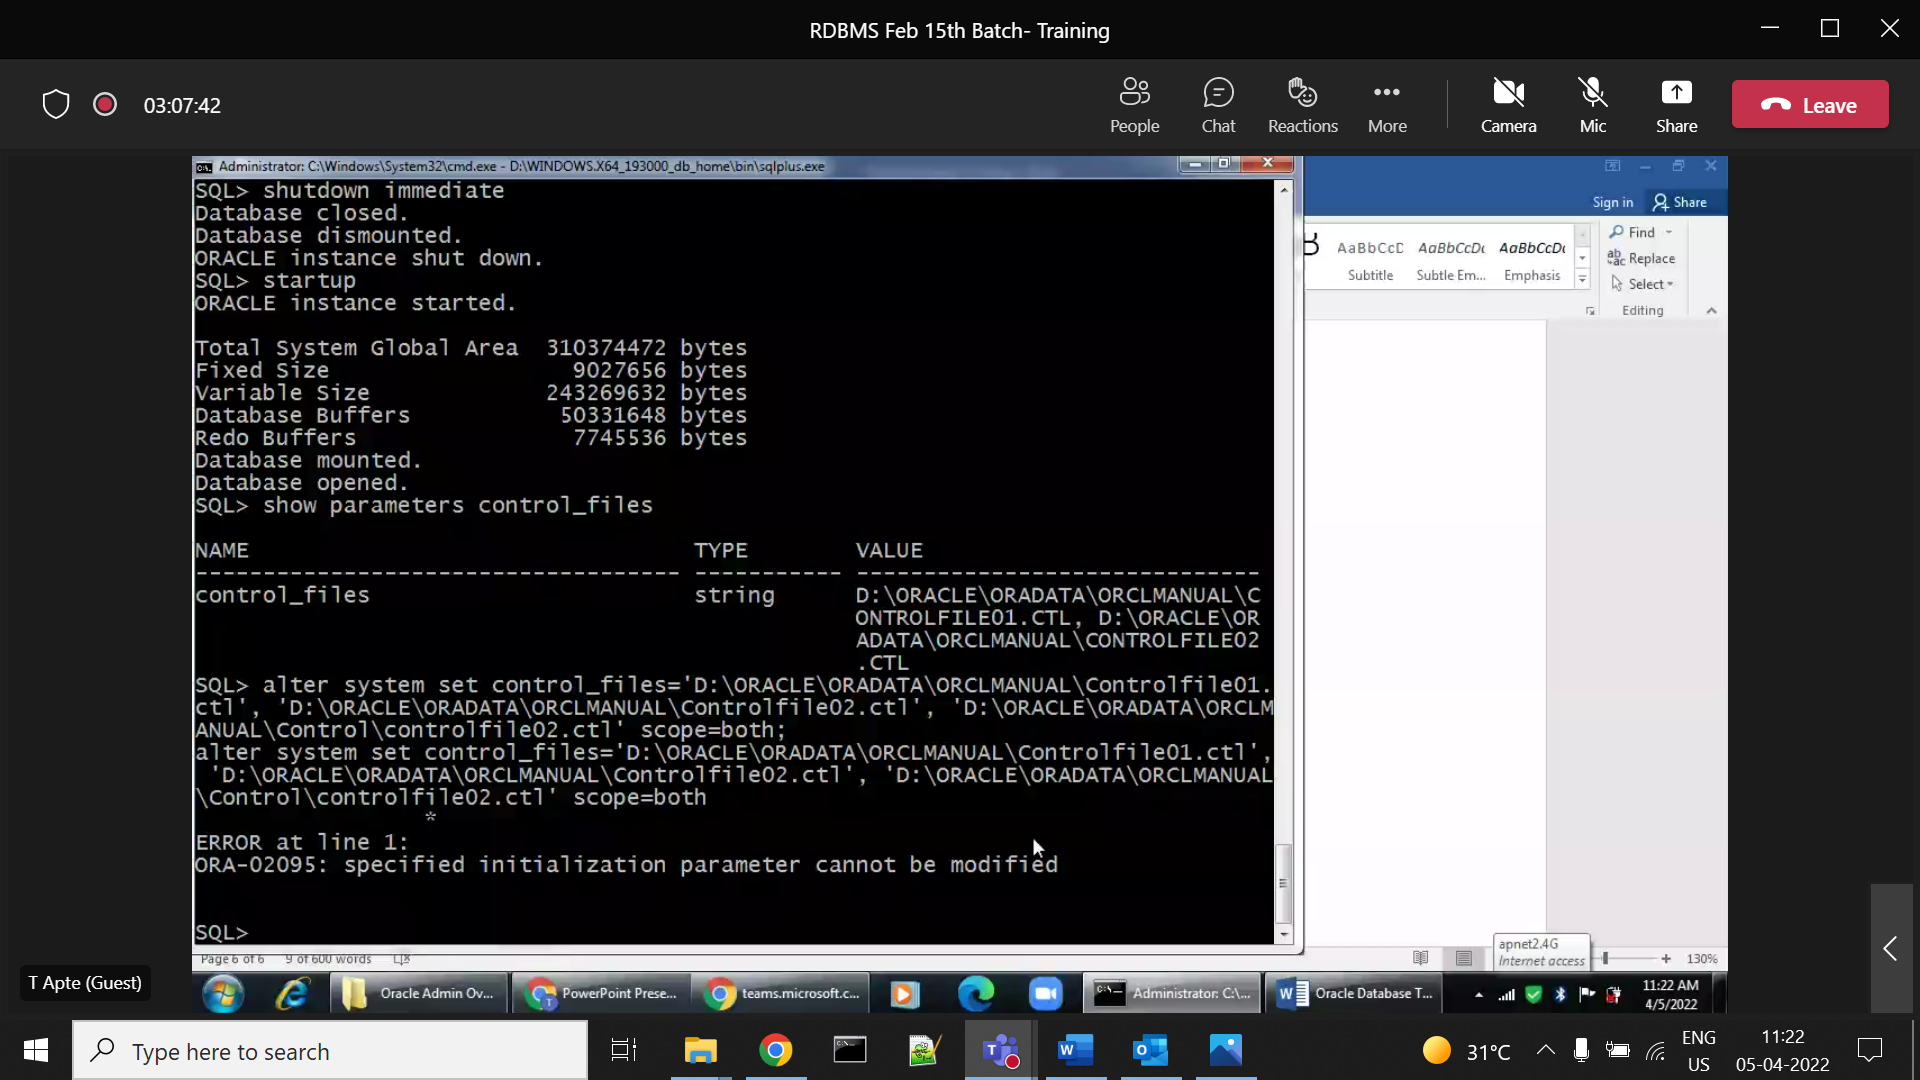 RDBMS Feb 15th Batch- Training
03:07:42
People
Chat
Reactions
More
Camera
Mic
Share
Leave
Administrator: C:\Windows\System32\cmd.exe - D:\WINDOWS.X64_193000_db_home\bin\sqlplus.exe
SQL> shutdown immediate
Database closed.
Database dismounted.
ORACLE instance shut down.
SQL> startup
ORACLE instance started.
Total System Global Area 310374472 bytes
Fixed Size 9027656 bytes
Variable Size 243269632 bytes
Database Buffers 50331648 bytes
Redo Buffers 7745536 bytes
Database mounted.
Database opened.
SQL> show parameters control_files
NAME TYPE VALUE
------------------------------------ ----------- ------------------------------
control_files string D:\ORACLE\ORADATA\ORCLMANUAL\C
ONTROLFILE01.CTL, D:\ORACLE\OR
ADATA\ORCLMANUAL\CONTROLFILE02
.CTL
SQL> alter system set control_files='D:\ORACLE\ORADATA\ORCLMANUAL\Controlfile01.
ctl', 'D:\ORACLE\ORADATA\ORCLMANUAL\Controlfile02.ctl', 'D:\ORACLE\ORADATA\ORCLM
ANUAL\Control\controlfile02.ctl' scope=both;
alter system set control_files='D:\ORACLE\ORADATA\ORCLMANUAL\Controlfile01.ctl',
'D:\ORACLE\ORADATA\ORCLMANUAL\Controlfile02.ctl', 'D:\ORACLE\ORADATA\ORCLMANUAL
\Control\controlfile02.ctl' scope=both
*
ERROR at line 1:
ORA-02095: specified initialization parameter cannot be modified
SQL>
Sign in
Share
AaBbCcD AaBbCcDc AaBbCcDc
Subtitle Subtle Em... Emphasis
Find
Replace
Select
Editing
Page 6 of 6 9 of 600 words
apnet2.4G
Internet access
130%
T Apte (Guest)
Oracle Admin Ov...
PowerPoint Prese...
teams.microsoft.c...
Administrator: C:\...
Oracle Database T...
11:22 AM
4/5/2022
Type here to search
31°C
ENG
US
11:22
05-04-2022